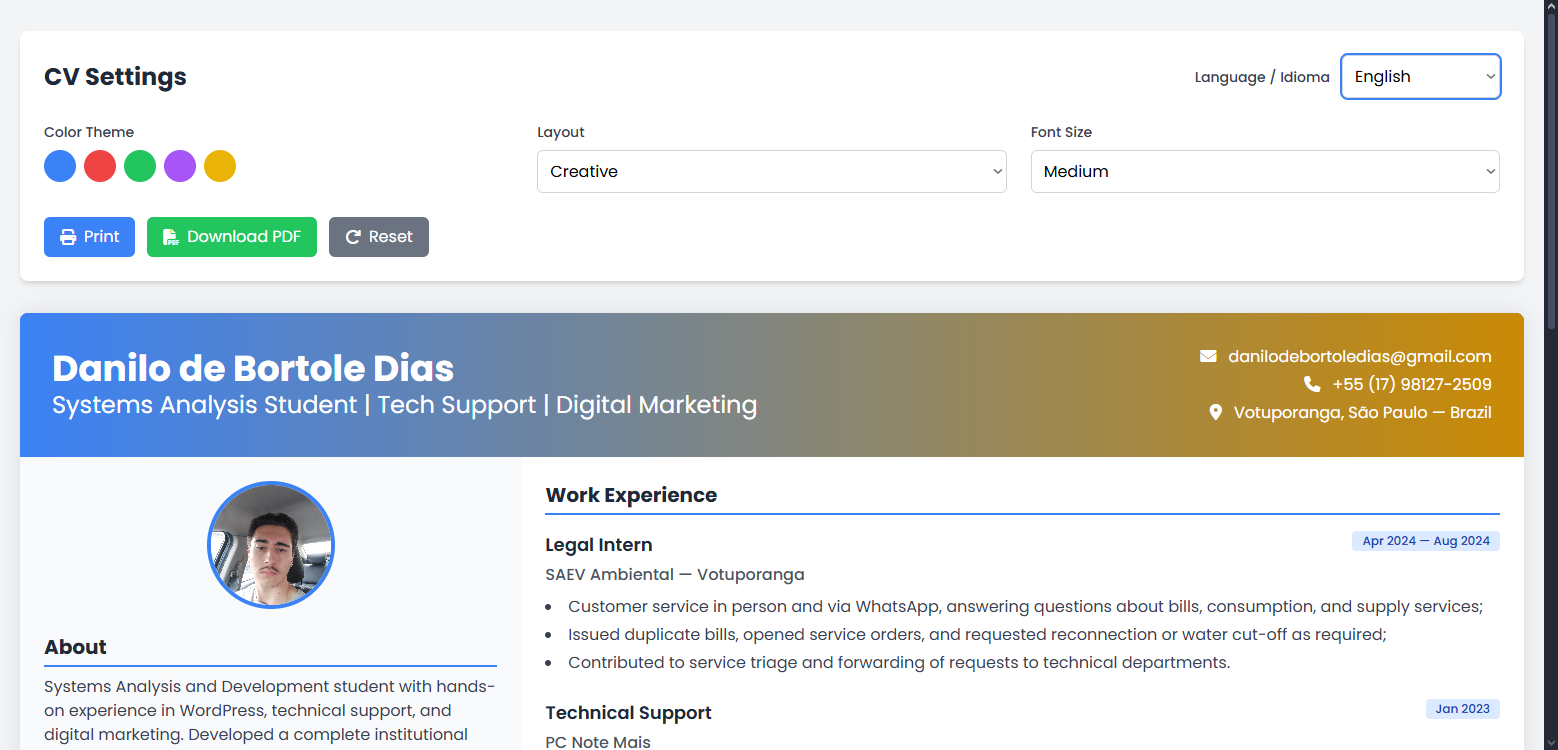 CV Settings
Language / Idioma
English
Color Theme
Layout
Font Size
Creative
Medium
Print
Download PDF
Reset
Danilo de Bortole Dias
Systems Analysis Student | Tech Support | Digital Marketing
danilodebortoledias@gmail.com
+55 (17) 98127-2509
Votuporanga, São Paulo — Brazil
About
Systems Analysis and Development student with hands-
on experience in WordPress, technical support, and
digital marketing. Developed a complete institutional
Work Experience
Legal Intern
Apr 2024 — Aug 2024
SAEV Ambiental — Votuporanga
• Customer service in person and via WhatsApp, answering questions about bills, consumption, and supply services;
• Issued duplicate bills, opened service orders, and requested reconnection or water cut-off as required;
• Contributed to service triage and forwarding of requests to technical departments.
Technical Support
Jan 2023
PC Note Mais